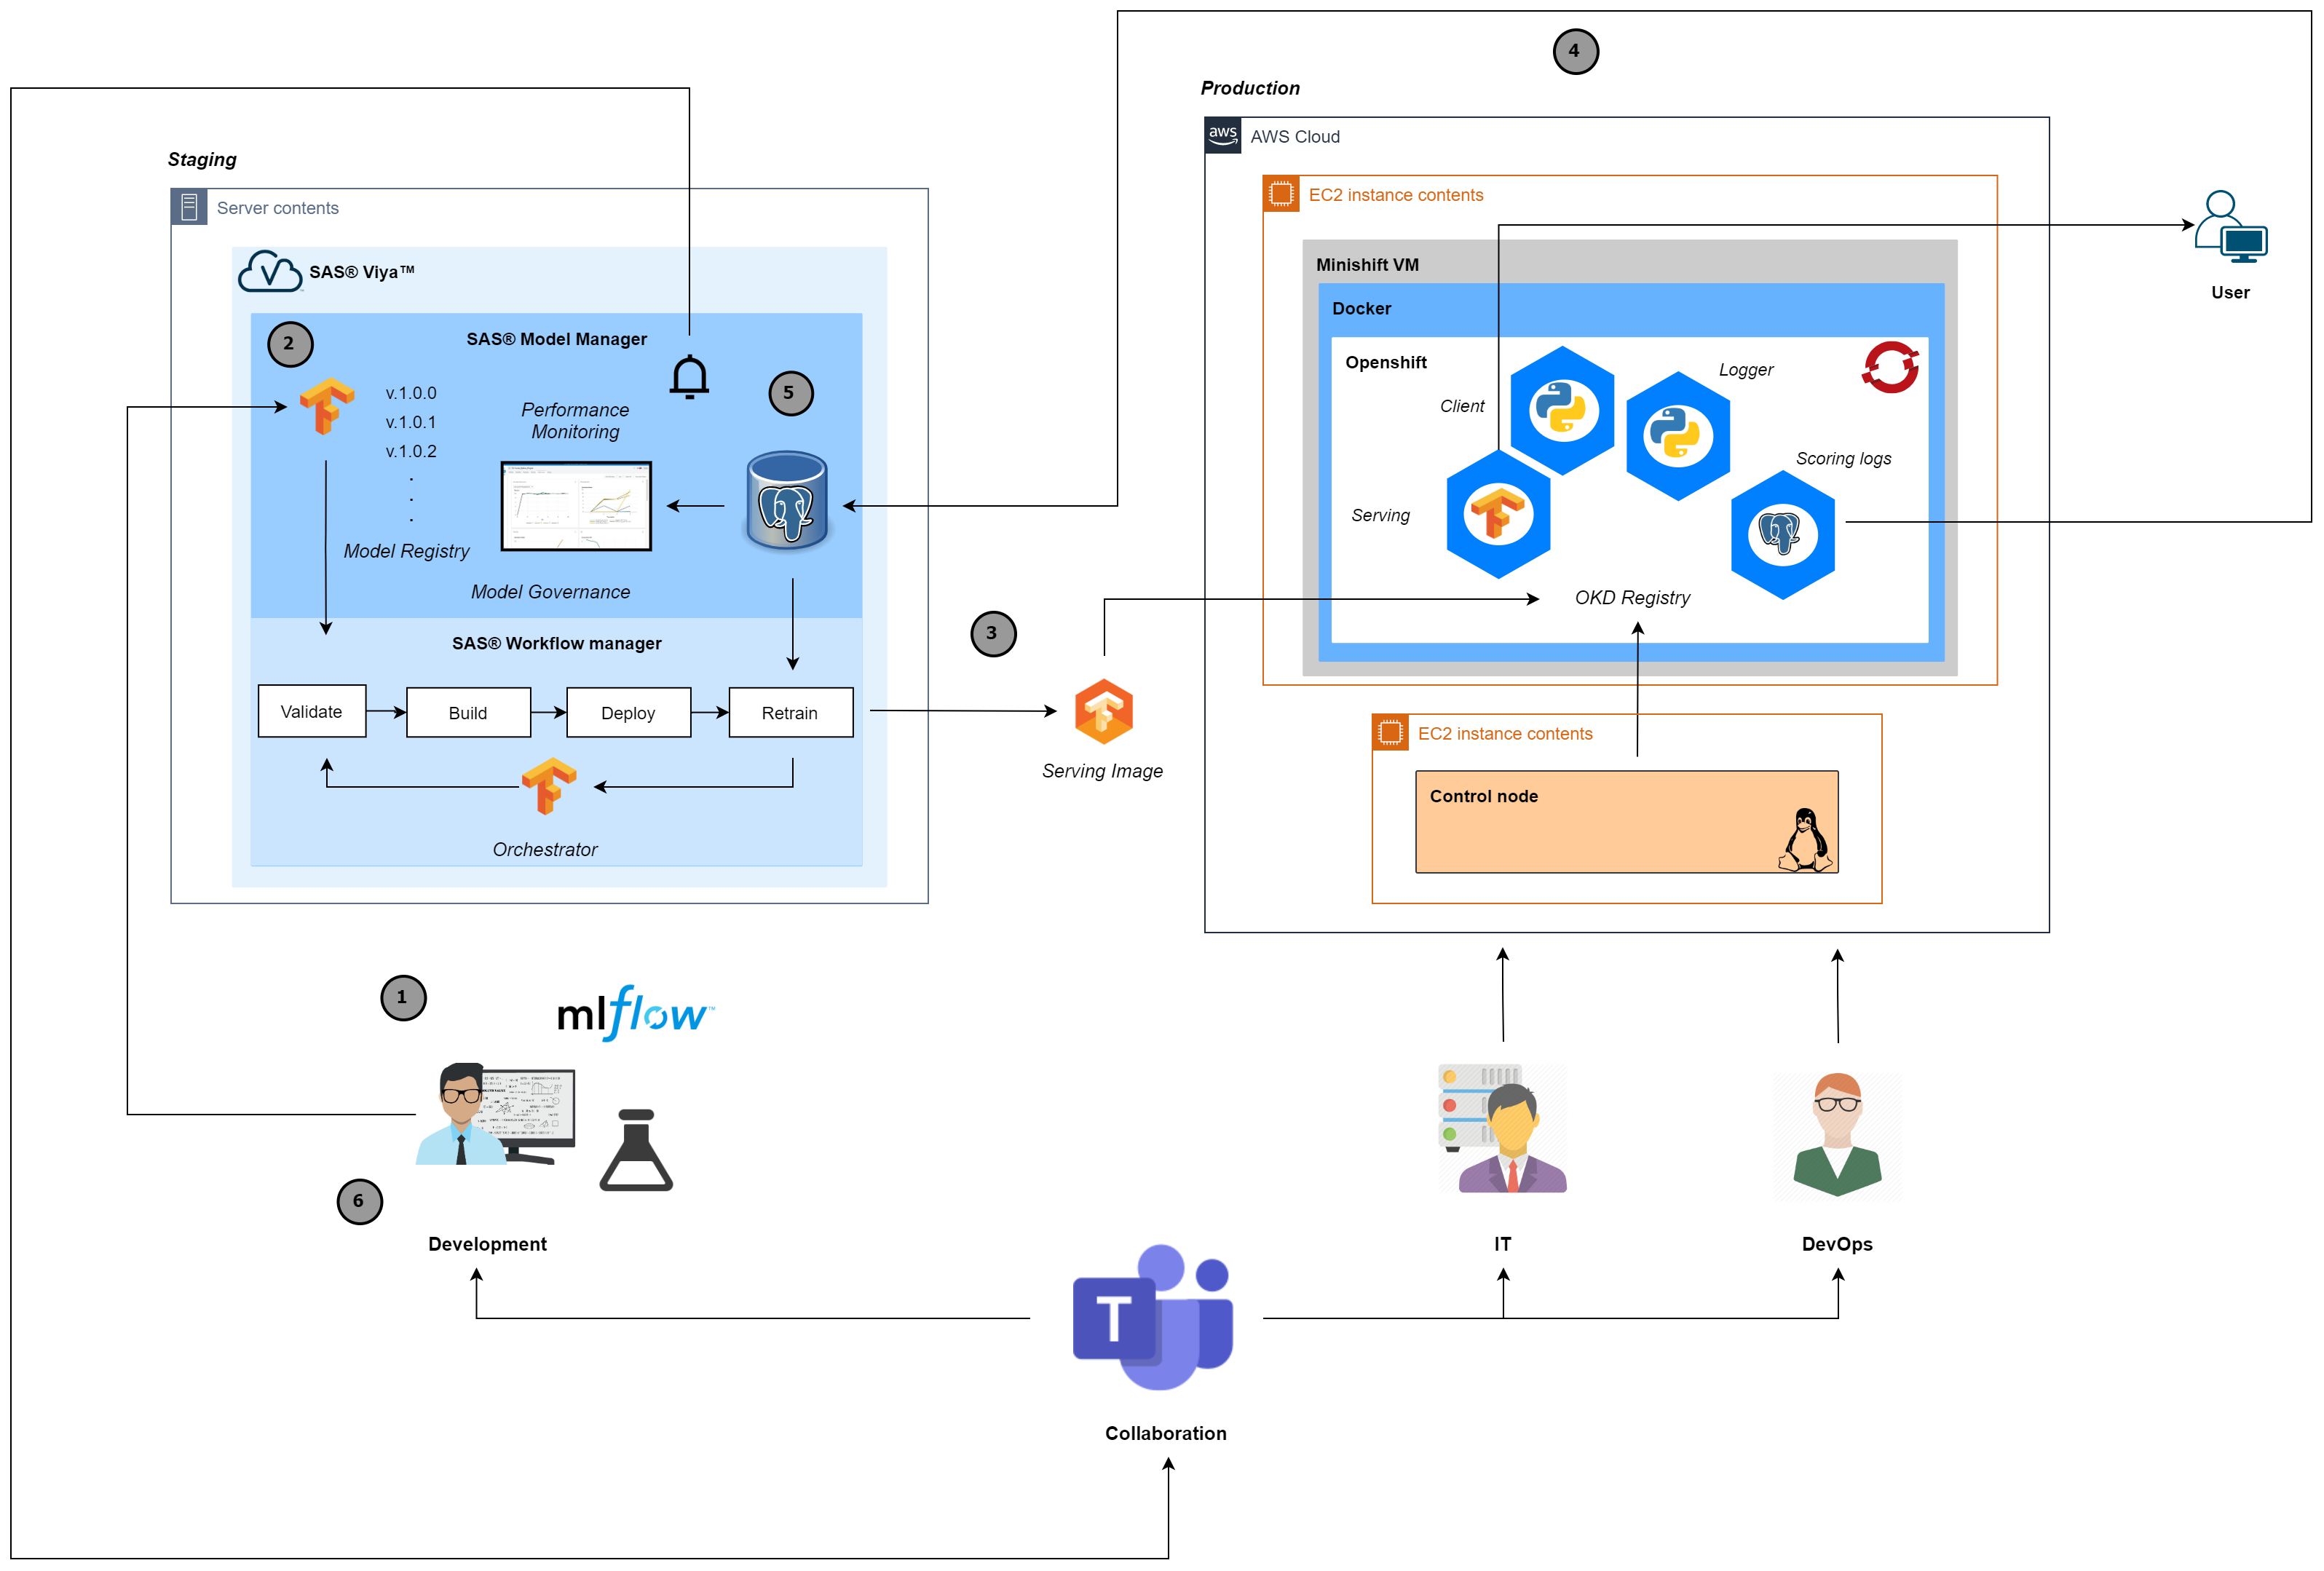 4
Production
aws
AWS Cloud
Staging
EC2 instance contents
Server contents
SAS® Viya™
Minishift VM
User
Docker
2
SAS® Model Manager
Openshift
Logger
v.1.0.0
5
Performance
Monitoring
Client
v.1.0.1
v.1.0.2
.
.
.
Scoring logs
Serving
Model Registry
Model Governance
OKD Registry
3
SAS® Workflow manager
Validate
Build
Deploy
Retrain
EC2 instance contents
Serving Image
Control node
Orchestrator
1
mlflow™
6
Development
IT
DevOps
T
Collaboration